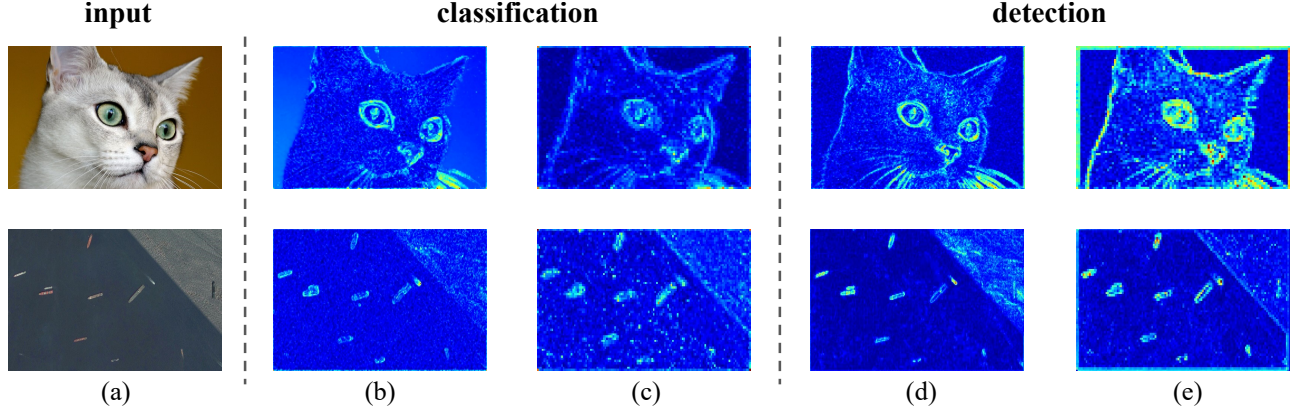 input classification detection
(a) (b) (c) (d) (e)